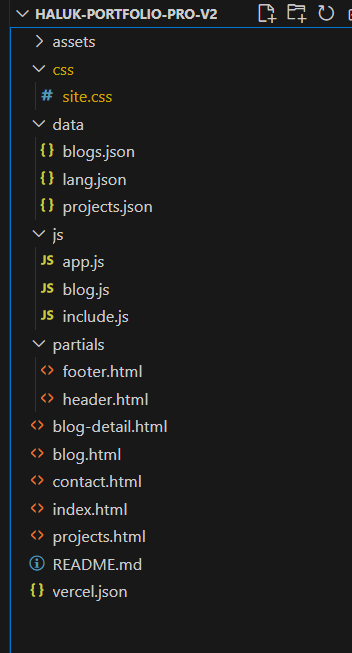 HALUK-PORTFOLIO-PRO-V2
assets
css
# site.css
data
{} blogs.json
{} lang.json
{} projects.json
js
JS app.js
JS blog.js
JS include.js
partials
<> footer.html
<> header.html
<> blog-detail.html
<> blog.html
<> contact.html
<> index.html
<> projects.html
README.md
{} vercel.json